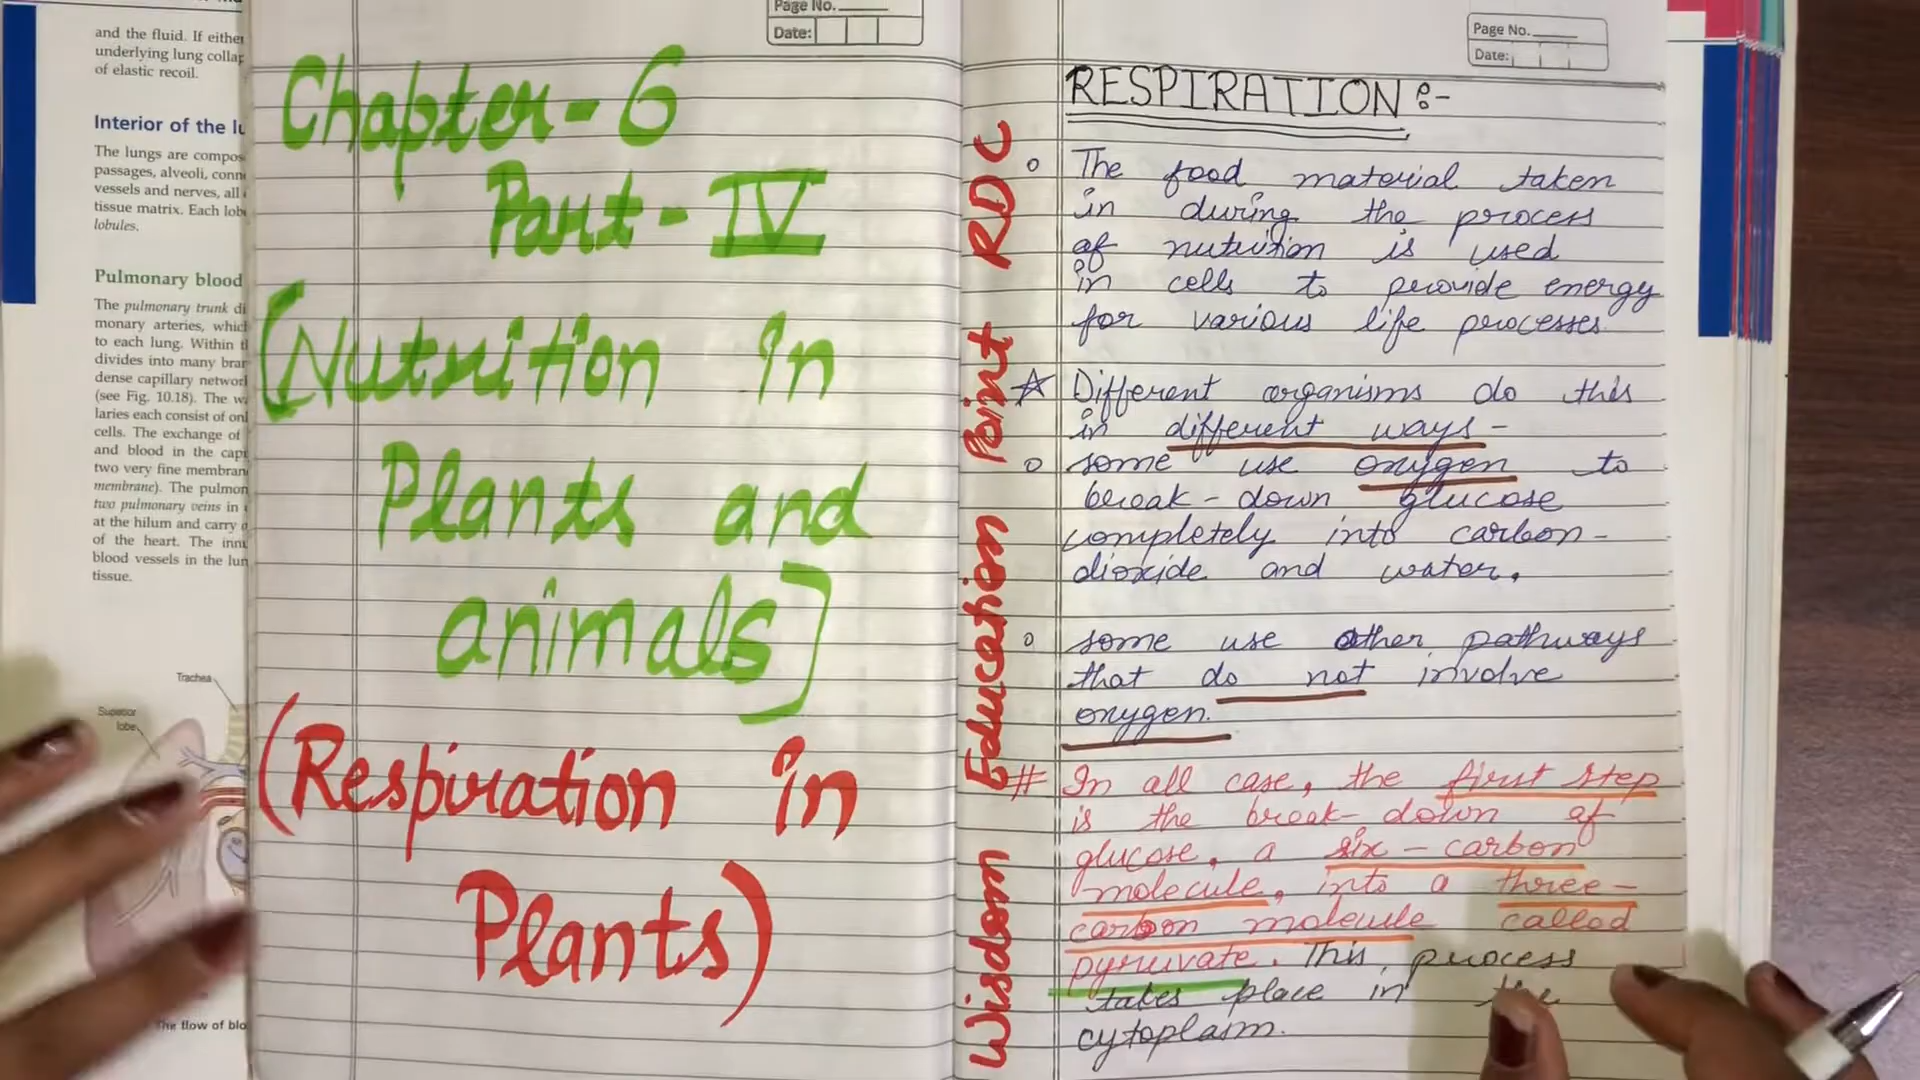 and the fluid. If either
underlying lung collap
of elastic recoil.
Interior of the lu
The lungs are compos
passages, alveoli, conn
vessels and nerves, all
tissue matrix. Each lob
lobules.
Pulmonary blood
The pulmonary trunk di
monary arteries, whic
to each lung. Within t
divides into many bran
dense capillary networ
(see Fig. 10.18). The w
laries each consist of on
cells. The exchange of
and blood in the cap
two very fine membran
membrane). The pulmon
two pulmonary veins in
at the hilum and carry
of the heart. The inn
blood vessels in the lun
tissue.
Trachea
Superior
lobe
The flow of blo
Page No.
Date:
Chapter - 6
Part - IV
(Nutrition in
Plants and
animals]
(Respiration in
Plants)
Wisdom Education Point RDC
Page No.
Date:
RESPIRATION :-
The food material taken
in during the process
of nutrition is used
in cells to provide energy
for various life processes.
☆ Different organisms do this
in different ways -
some use oxygen to
break-down glucose
completely into carbon-
dioxide and water.
some use other pathways
that do not involve
oxygen.
# In all case, the first step
is the break-down of
glucose, a six-carbon
molecule, into a three-
carbon molecule called
pyruvate. This process
takes place in the
cytoplasm.